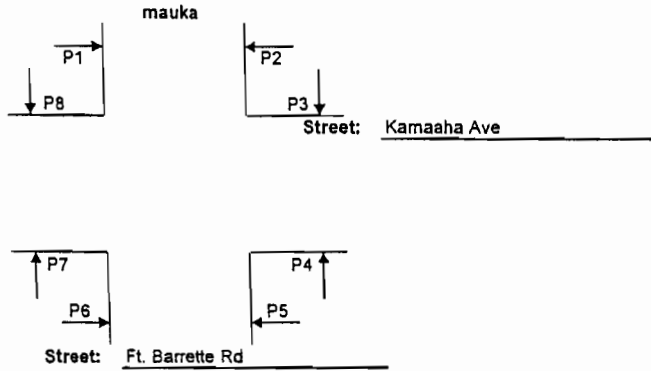 mauka
P1 P2
P8 P3
Street: Kamaaha Ave
P7 P4
P6 P5
Street: Ft. Barrette Rd